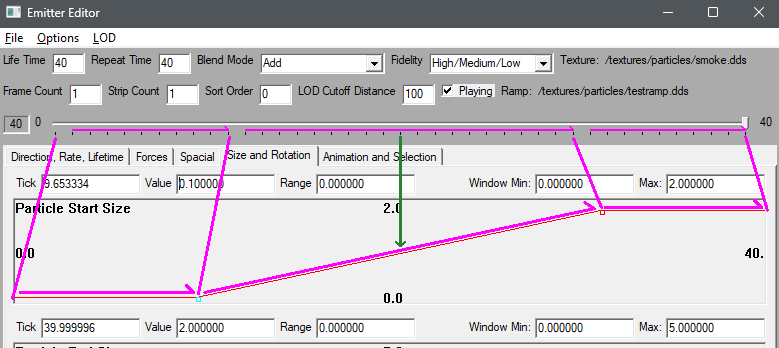 Emitter Editor
File Options LOD
Life Time 40 Repeat Time 40 Blend Mode Add Fidelity High/Medium/Low Texture: /textures/particles/smoke.dds
Frame Count 1 Strip Count 1 Sort Order 0 LOD Cutoff Distance 100 Playing Ramp: /textures/particles/testramp.dds
40 0 40
Direction, Rate, Lifetime Forces Spacial Size and Rotation Animation and Selection
Tick 9.653334 Value 0.100000 Range 0.000000 Window Min: 0.000000 Max: 2.000000
Particle Start Size 2.0
0.0 40.
0.0
Tick 39.999996 Value 2.000000 Range 0.000000 Window Min: 0.000000 Max: 5.000000